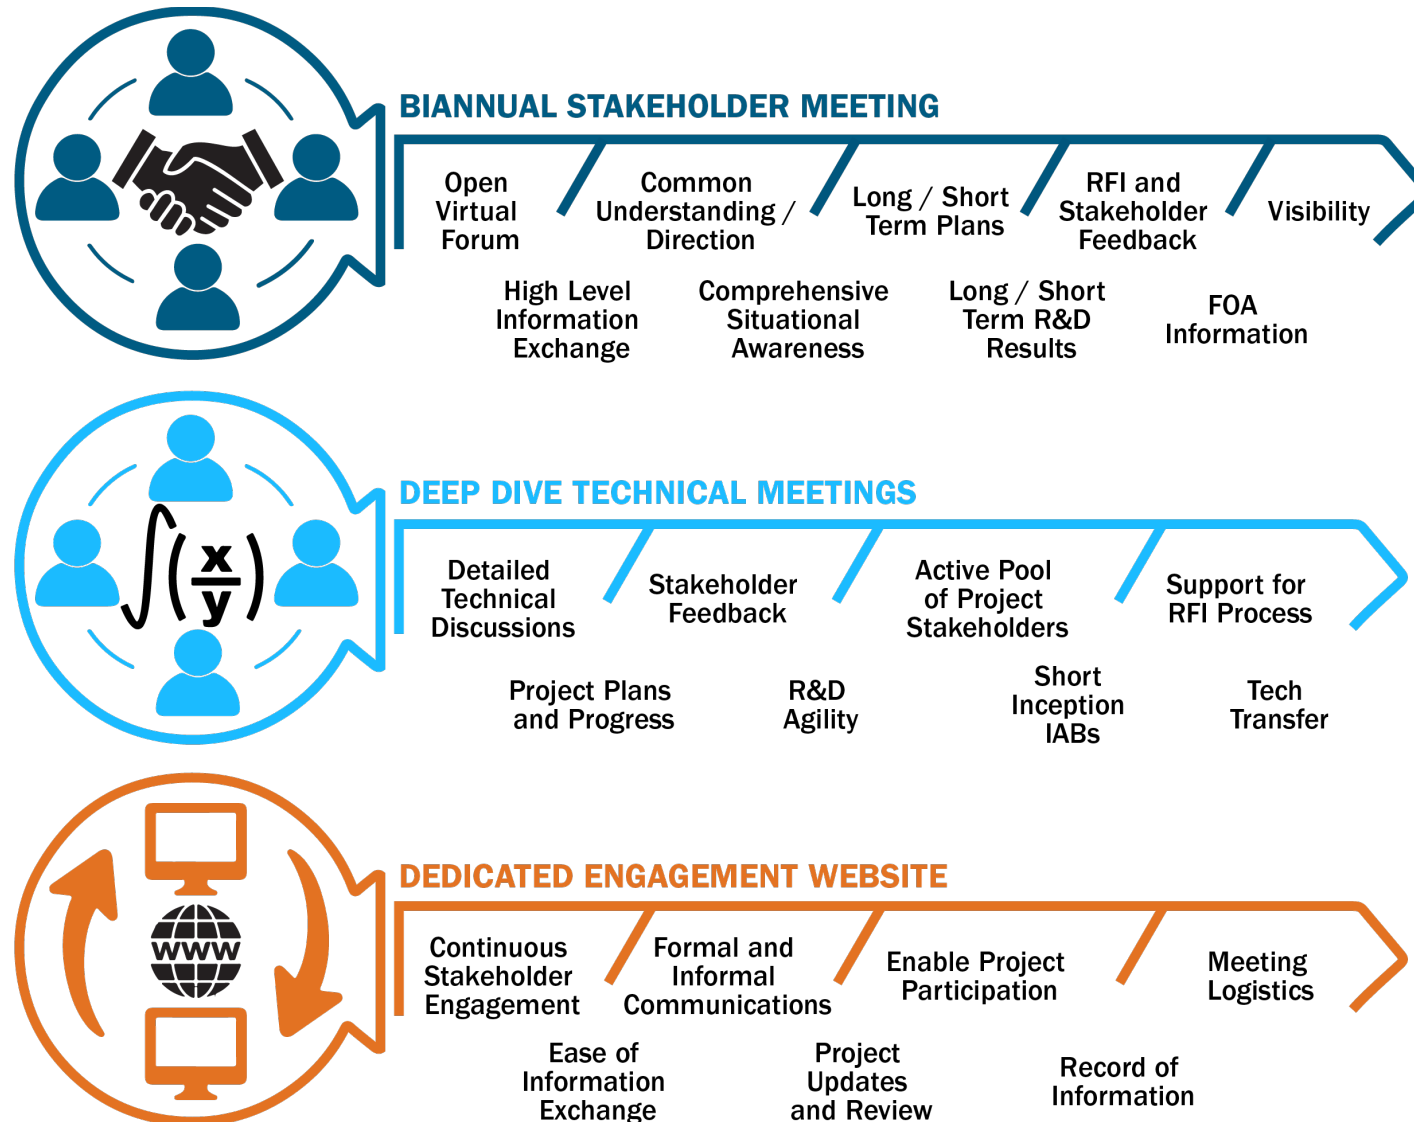 BIANNUAL STAKEHOLDER MEETING
Open
Virtual
Forum
Common
Understanding /
Direction
Long / Short
Term Plans
RFI and
Stakeholder
Feedback
Visibility
High Level
Information
Exchange
Comprehensive
Situational
Awareness
Long / Short
Term R&D
Results
FOA
Information
DEEP DIVE TECHNICAL MEETINGS
∫(x/y)
Detailed
Technical
Discussions
Stakeholder
Feedback
Active Pool
of Project
Stakeholders
Support for
RFI Process
Project Plans
and Progress
R&D
Agility
Short
Inception
IABs
Tech
Transfer
DEDICATED ENGAGEMENT WEBSITE
WWW
Continuous
Stakeholder
Engagement
Formal and
Informal
Communications
Enable Project
Participation
Meeting
Logistics
Ease of
Information
Exchange
Project
Updates
and Review
Record of
Information